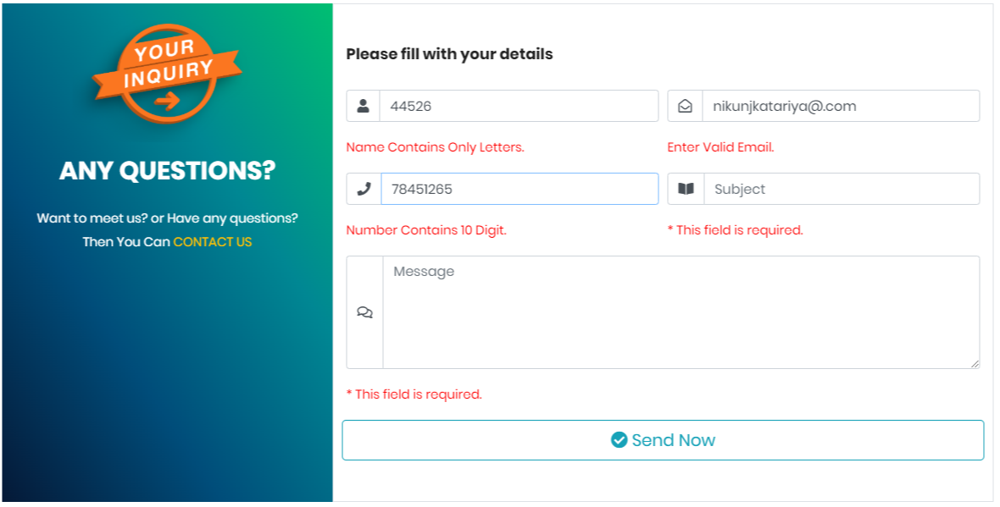 YOUR
INQUIRY
ANY QUESTIONS?
Want to meet us? or Have any questions?
Then You Can CONTACT US
Please fill with your details
44526
nikunjkatariya@.com
Name Contains Only Letters.
Enter Valid Email.
78451265
Subject
Number Contains 10 Digit.
* This field is required.
Message
* This field is required.
Send Now